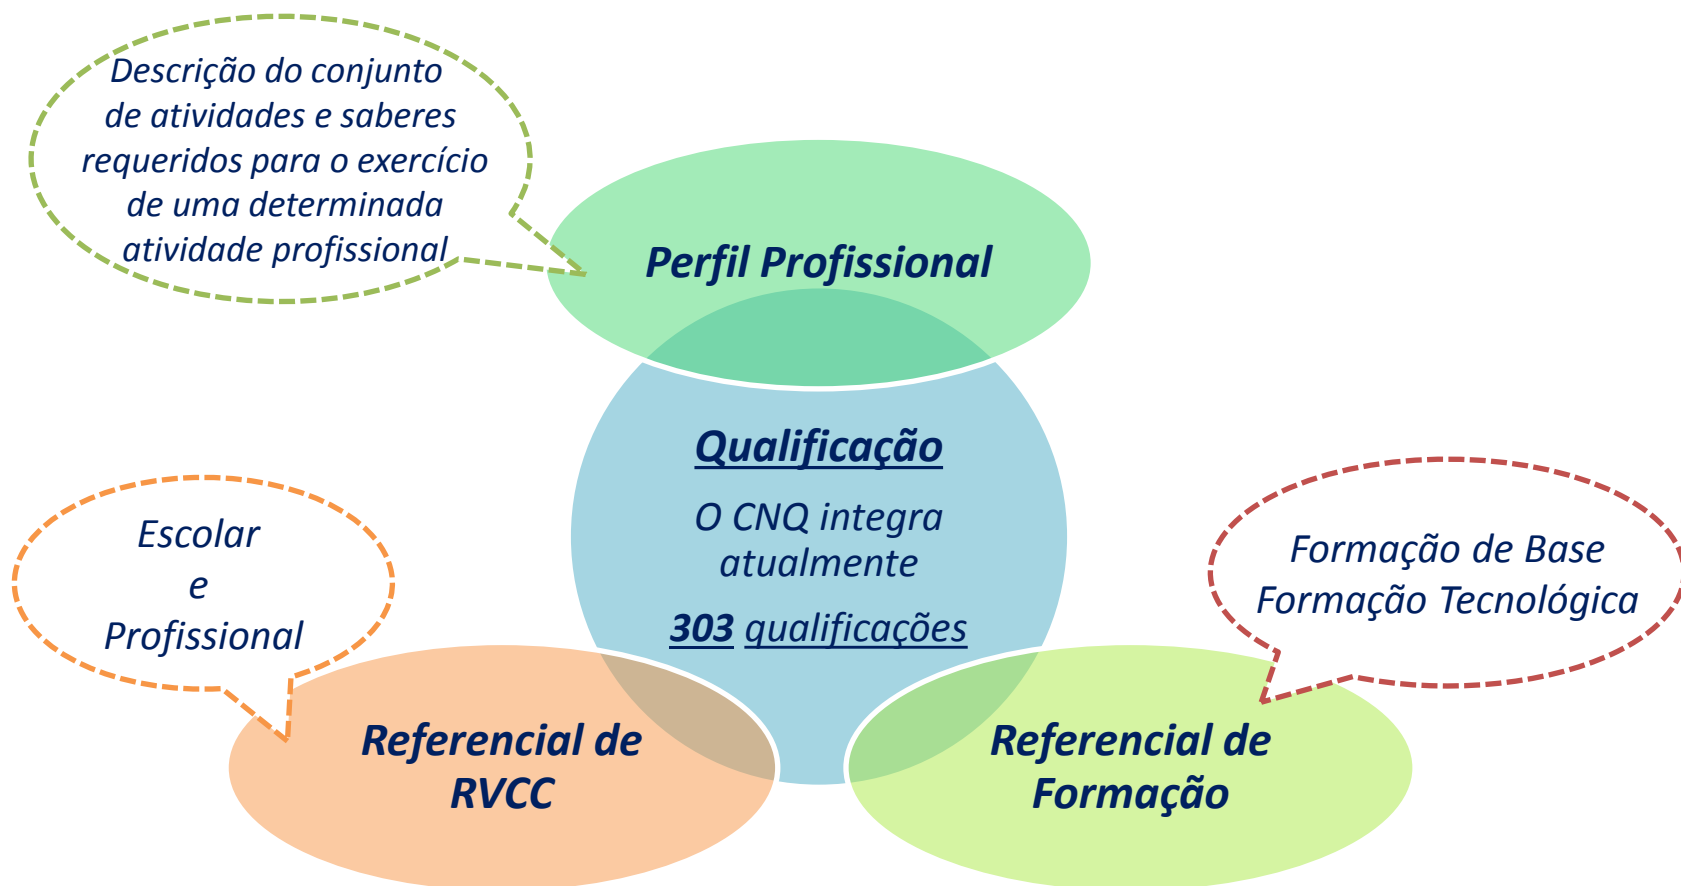 Descrição do conjunto
de atividades e saberes
requeridos para o exercício
de uma determinada
atividade profissional
Perfil Profissional
Qualificação
O CNQ integra
atualmente
303 qualificações
Escolar
e
Profissional
Formação de Base
Formação Tecnológica
Referencial de
RVCC
Referencial de
Formação